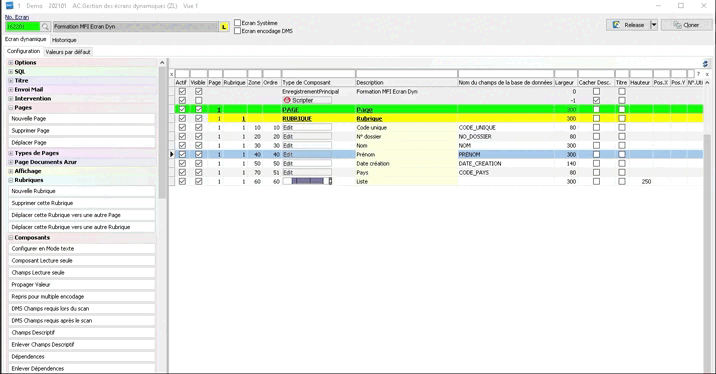 1 Demo 202101 AC.Gestion des écrans dynamiques (ZL) Vue 1
No. Ecran
162201 Formation MFI Ecran Dyn L
Ecran Système
Ecran encodage DMS
Release Cloner
Ecran dynamique Historique
Configuration Valeurs par défaut
Options
SQL
Titre
Envoi Mail
Intervention
Pages
Nouvelle Page
Supprimer Page
Déplacer Page
Types de Pages
Page Documents Azur
Affichage
Rubriques
Nouvelle Rubrique
Supprimer cette Rubrique
Déplacer cette Rubrique vers une autre Page
Déplacer cette Rubrique vers une autre Rubrique
Composants
Configurer en Mode texte
Composant Lecture seule
Champs Lecture seule
Propager Valeur
Repris pour multiple encodage
DMS Champs requis lors du scan
DMS Champs requis après le scan
Champs Descriptif
Enlever Champs Descriptif
Dépendences
Enlever Dépendences
x ? x
Actif Visible Page Rubrique Zone Ordre Type de Composant Description Nom du champs de la base de données Largeur Cacher Desc. Titre Hauteur Pos.X Pos.Y N°.Uti
EnregistrementPrincipal Formation MFI Ecran Dyn 0
Scripter -1
1 PAGE Page 300
1 1 RUBRIQUE Rubrique 300
1 1 10 10 Edit Code unique CODE_UNIQUE 80
1 1 20 20 Edit N° dossier NO_DOSSIER 80
1 1 30 30 Edit Nom NOM 300
1 1 40 40 Edit Prénom PRENOM 300
1 1 50 50 Edit Date création DATE_CREATION 140
1 1 70 51 Edit Pays CODE_PAYS 80
1 1 60 60 Liste 300 250